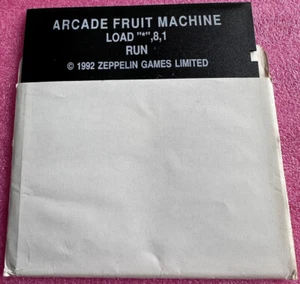 ARCADE FRUIT MACHINE
LOAD "*",8,1
RUN
© 1992 ZEPPELIN GAMES LIMITED